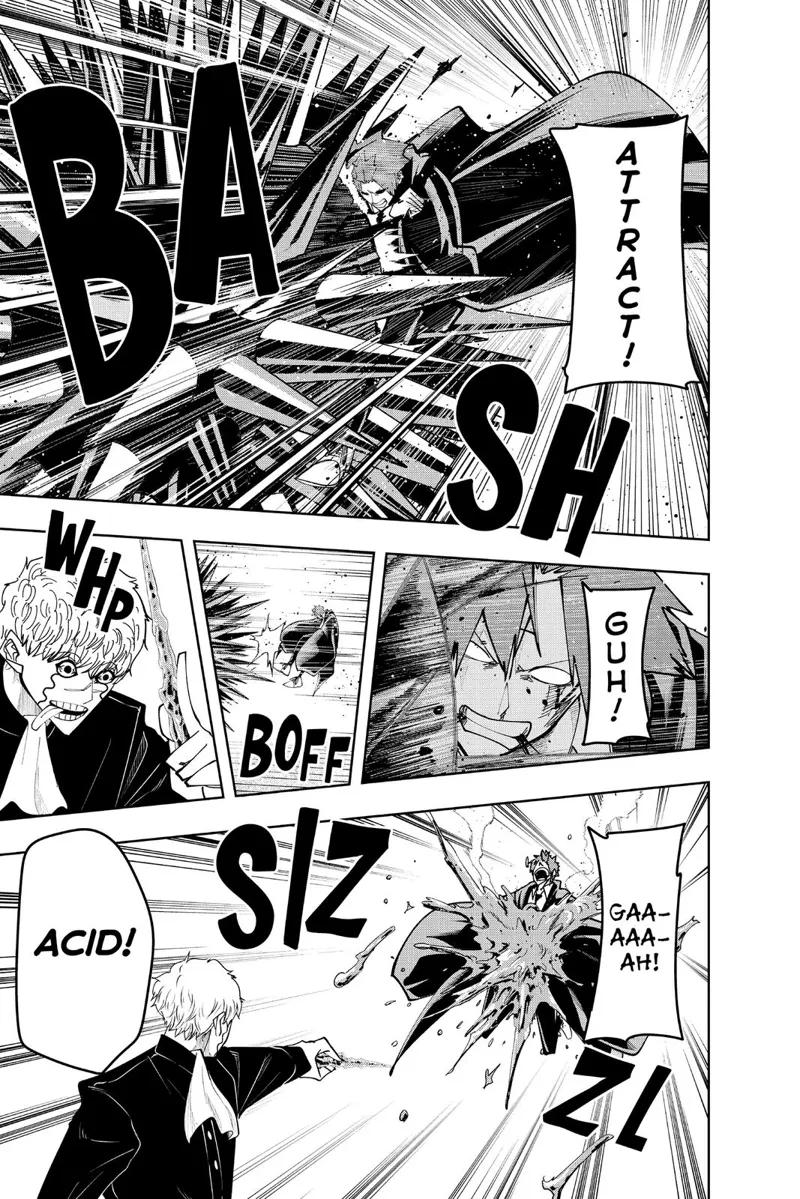 ATTRACT!
BA
SH
GUH!
BOFF
WHP
GAA-
AAA-
AH!
SIZ
ZL
ACID!